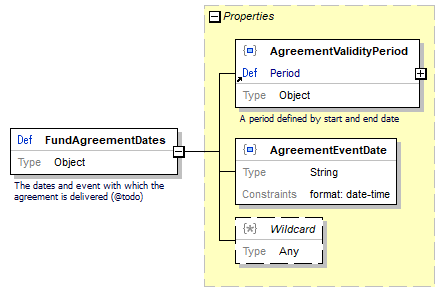 Properties
{ } AgreementValidityPeriod
Def Period
Type Object
A period defined by start and end date
Def FundAgreementDates
Type Object
The dates and event with which the
agreement is delivered (@todo)
{ } AgreementEventDate
Type String
Constraints format: date-time
{*} Wildcard
Type Any